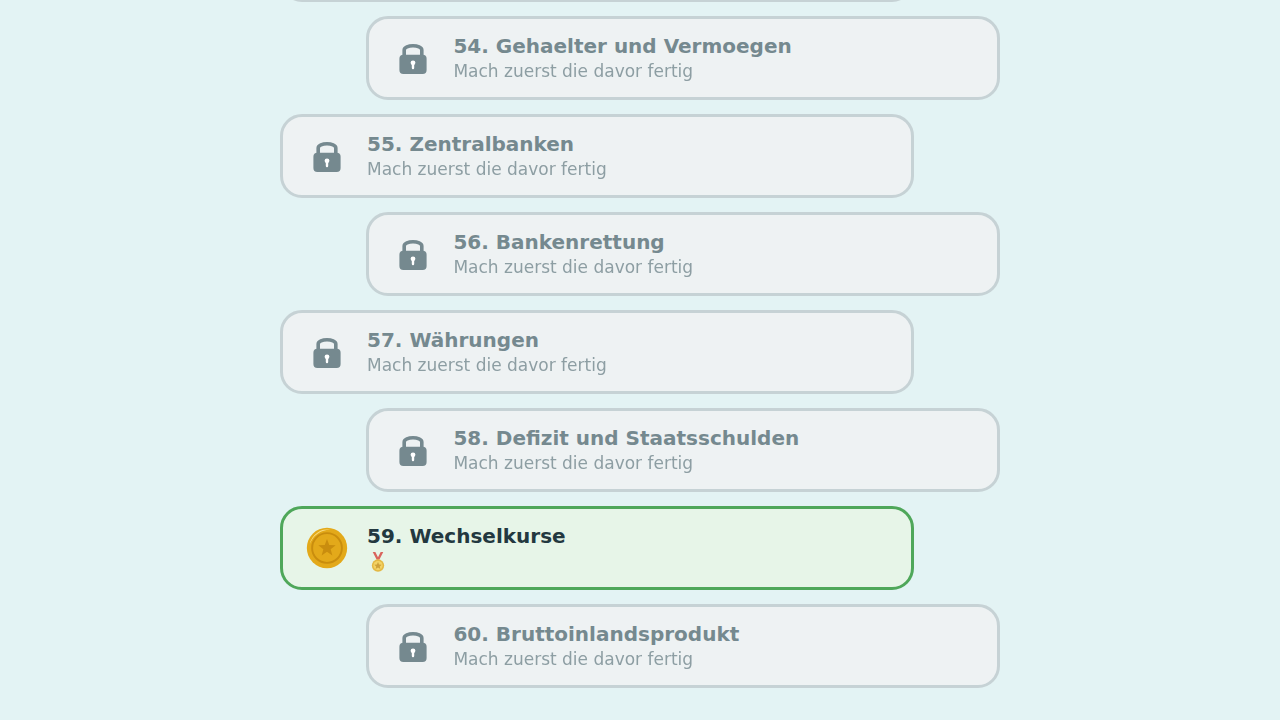 54. Gehaelter und Vermoegen
Mach zuerst die davor fertig
55. Zentralbanken
Mach zuerst die davor fertig
56. Bankenrettung
Mach zuerst die davor fertig
57. Währungen
Mach zuerst die davor fertig
58. Defizit und Staatsschulden
Mach zuerst die davor fertig
59. Wechselkurse
60. Bruttoinlandsprodukt
Mach zuerst die davor fertig